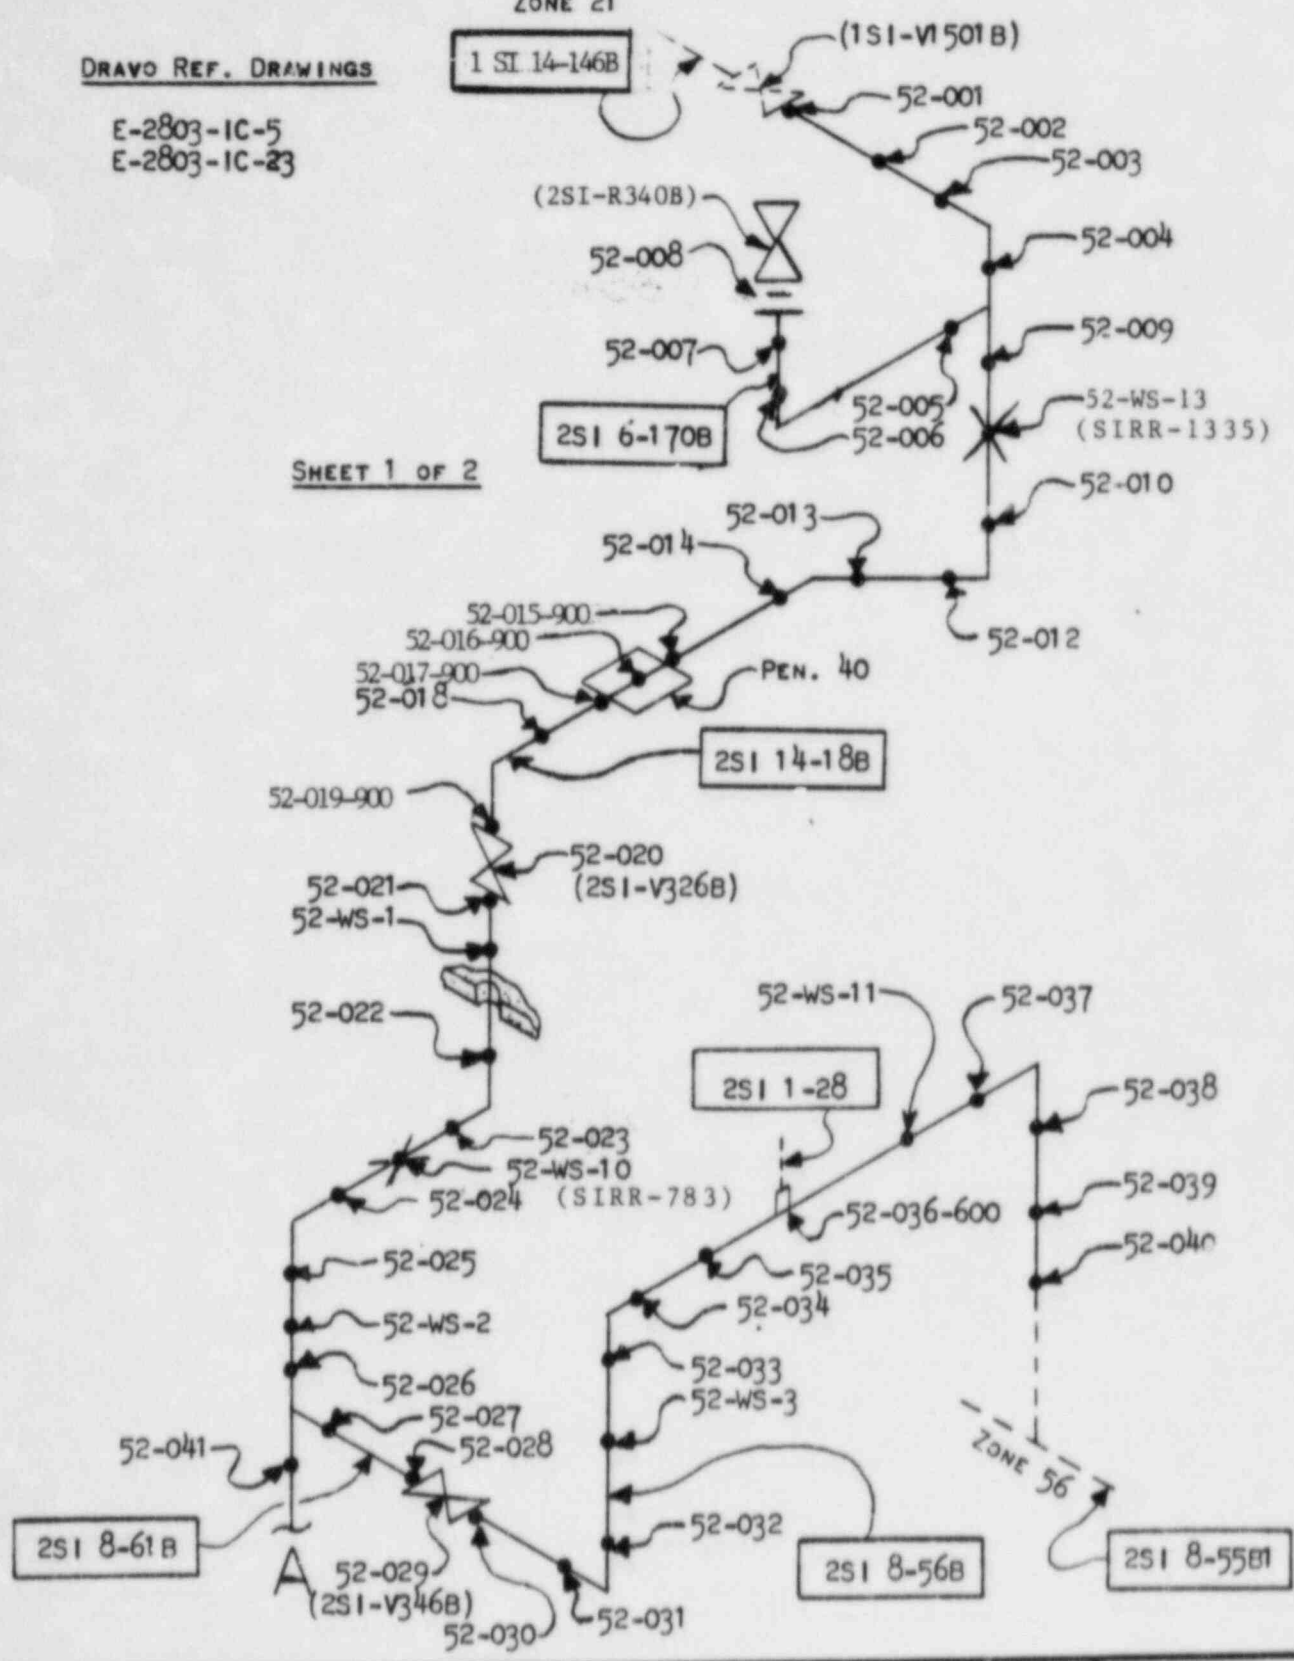 ZONE 21
DRAVO REF. DRAWINGS
E-2803-IC-5
E-2803-IC-23
1 SI 14-146B
(1SI-V1501B)
52-001
52-002
52-003
(2SI-R340B)
52-004
52-008
52-009
52-007
52-005
52-WS-13
(SIRR-1335)
2SI 6-170B
52-006
SHEET 1 OF 2
52-010
52-013
52-014
52-015-900
52-016-900
52-012
52-017-900
PEN. 40
52-018
2SI 14-18B
52-019-900
52-020
(2SI-V326B)
52-021
52-WS-1
52-022
52-WS-11
52-037
2SI 1-28
52-038
52-023
52-WS-10
(SIRR-783)
52-024
52-039
52-036-600
52-040
52-025
52-035
52-034
52-WS-2
52-033
52-026
52-WS-3
52-027
52-028
52-041
ZONE 56
52-032
2SI 8-61B
2SI 8-56B
2SI 8-55B1
A
52-029
(2SI-V346B)
52-030
52-031